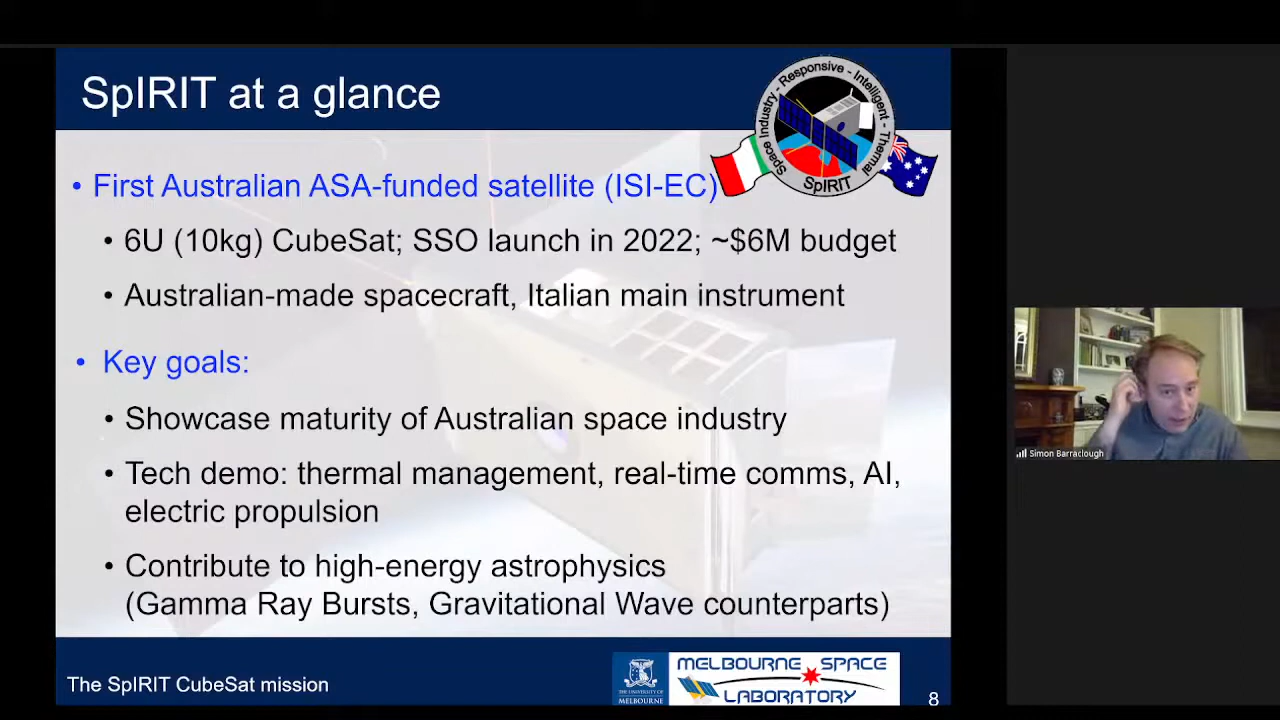 SpIRIT at a glance
Space Industry - Responsive - Intelligent - Thermal
SpIRIT
• First Australian ASA-funded satellite (ISI-EC)
• 6U (10kg) CubeSat; SSO launch in 2022; ~$6M budget
• Australian-made spacecraft, Italian main instrument
• Key goals:
• Showcase maturity of Australian space industry
• Tech demo: thermal management, real-time comms, AI,
electric propulsion
• Contribute to high-energy astrophysics
(Gamma Ray Bursts, Gravitational Wave counterparts)
Simon Barraclough
The SpIRIT CubeSat mission
THE UNIVERSITY OF
MELBOURNE
MELBOURNE SPACE
LABORATORY
8